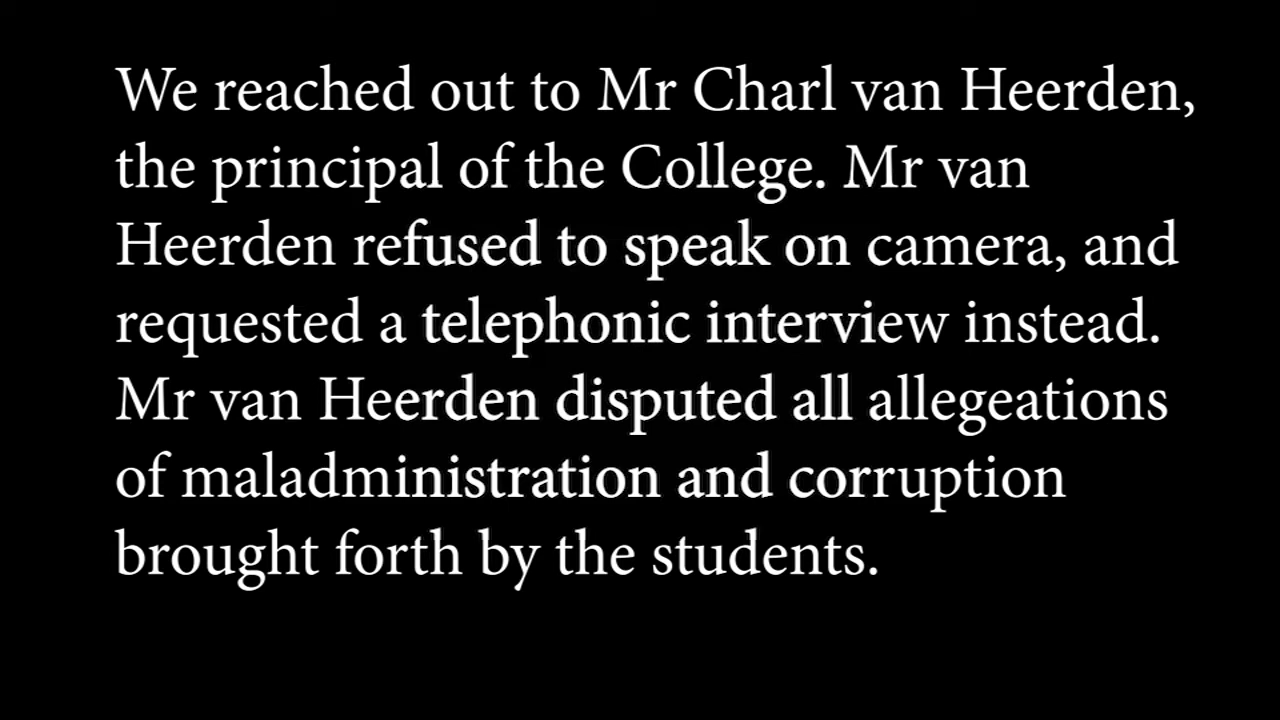 We reached out to Mr Charl van Heerden,
the principal of the College. Mr van
Heerden refused to speak on camera, and
requested a telephonic interview instead.
Mr van Heerden disputed all allegeations
of maladministration and corruption
brought forth by the students.